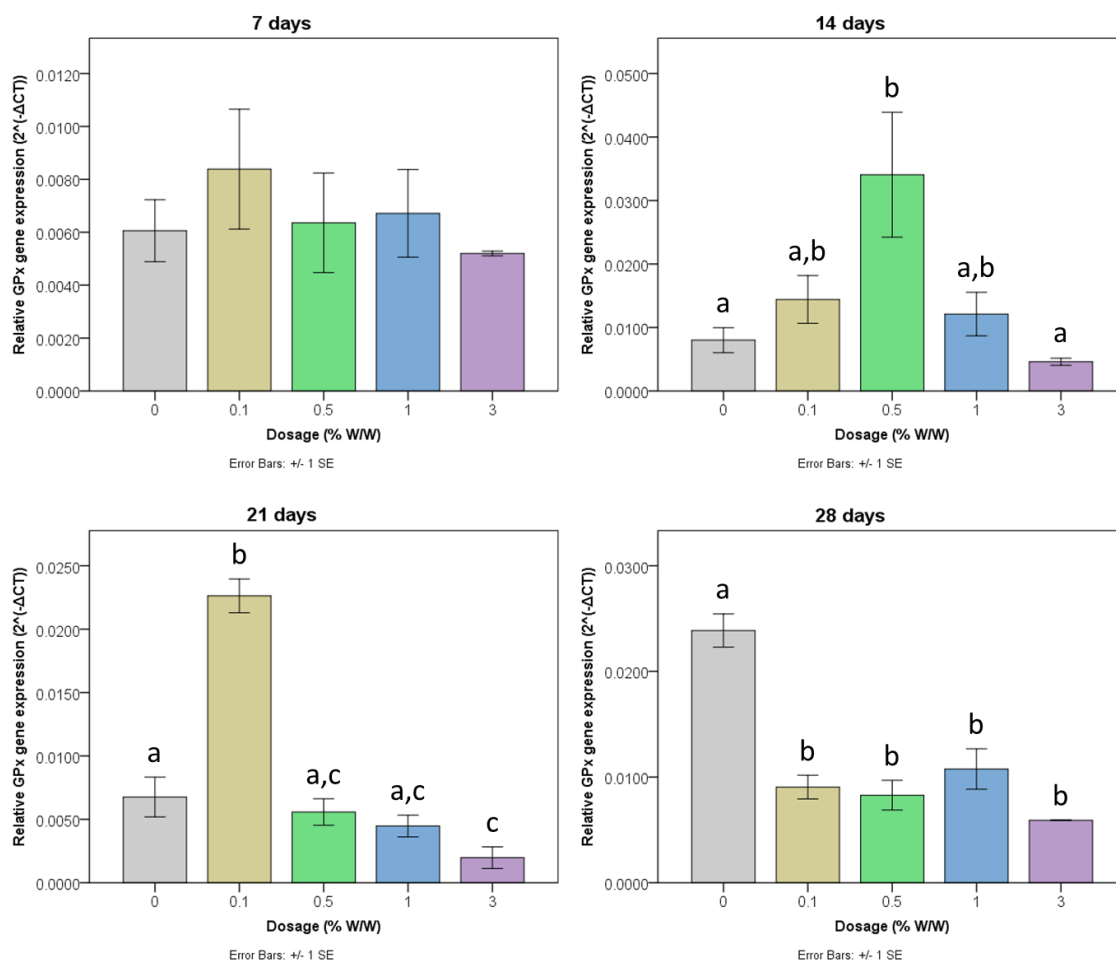 7 days
Relative GPx gene expression (2^(-ΔCT))
0.0120
0.0100
0.0080
0.0060
0.0040
0.0020
0.0000
0 0.1 0.5 1 3
Dosage (% W/W)
Error Bars: +/- 1 SE
14 days
Relative GPx gene expression (2^(-ΔCT))
0.0500
0.0400
0.0300
0.0200
0.0100
0.0000
a
a,b
b
a,b
a
0 0.1 0.5 1 3
Dosage (% W/W)
Error Bars: +/- 1 SE
21 days
Relative GPx gene expression (2^(-ΔCT))
0.0250
0.0200
0.0150
0.0100
0.0050
0.0000
a
b
a,c
a,c
c
0 0.1 0.5 1 3
Dosage (% W/W)
Error Bars: +/- 1 SE
28 days
Relative GPx gene expression (2^(-ΔCT))
0.0300
0.0200
0.0100
0.0000
a
b
b
b
b
0 0.1 0.5 1 3
Dosage (% W/W)
Error Bars: +/- 1 SE